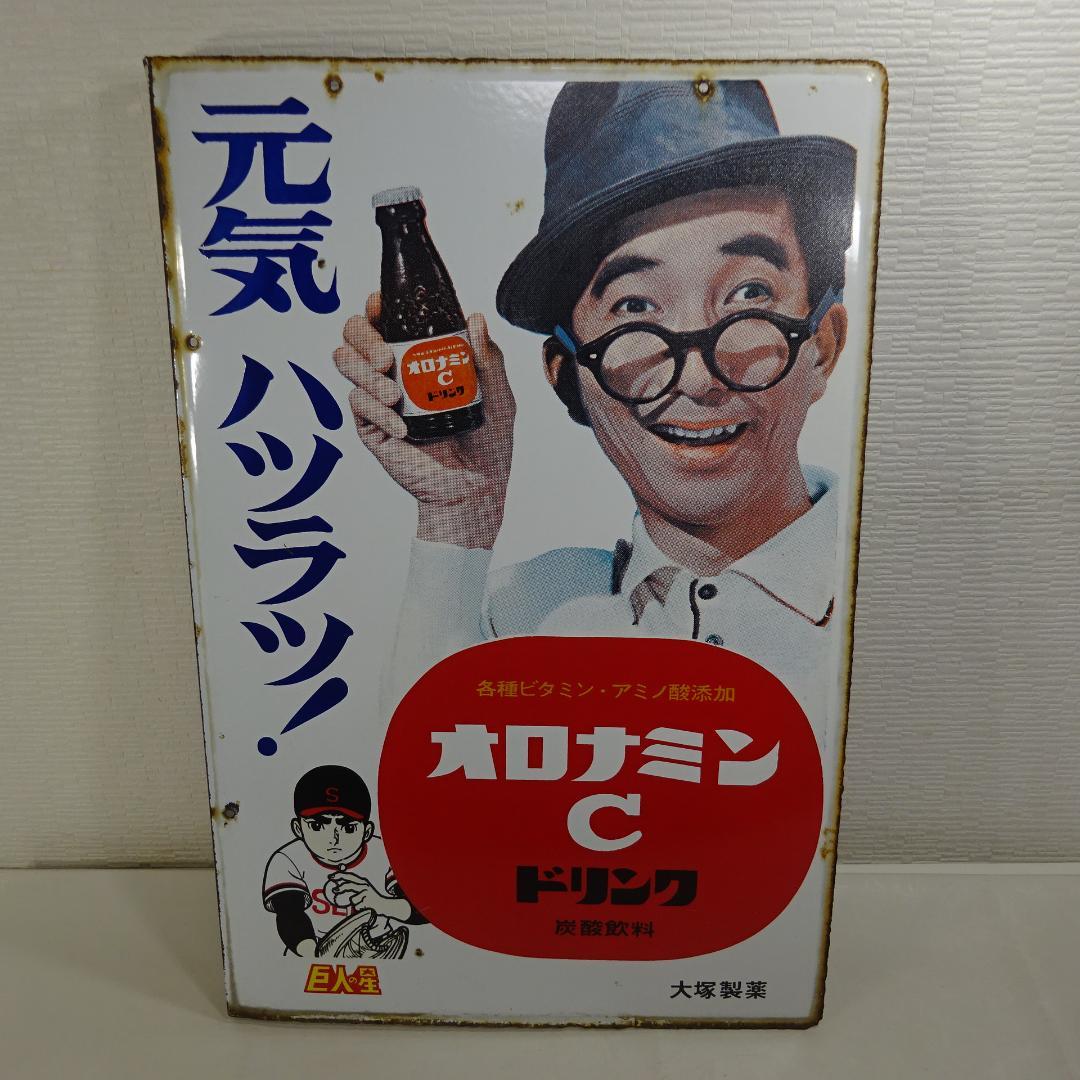 元気 ハツラツ!
オロナミン
C
ドリンク
各種ビタミン・アミノ酸添加
オロナミン
C
ドリンク
炭酸飲料
S
巨人の星
大塚製薬